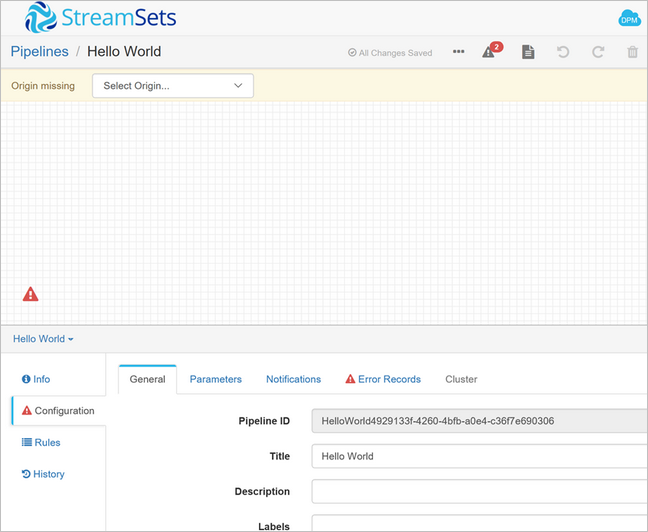 StreamSets
DPM
Pipelines / Hello World
All Changes Saved
2
Origin missing
Select Origin...
Hello World
Info
General
Parameters
Notifications
Error Records
Cluster
Configuration
Rules
History
Pipeline ID
HelloWorld4929133f-4260-4bfb-a0e4-c36f7e690306
Title
Hello World
Description
Labels